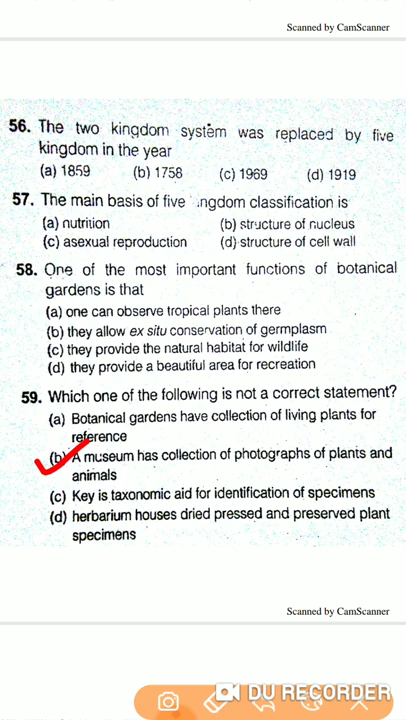 Scanned by CamScanner
56. The two kingdom system was replaced by five
kingdom in the year
(a) 1859 (b) 1758 (c) 1969 (d) 1919
57. The main basis of five ingdom classification is
(a) nutrition (b) structure of nucleus
(c) asexual reproduction (d) structure of cell wall
58. One of the most important functions of botanical
gardens is that
(a) one can observe tropical plants there
(b) they allow ex situ conservation of germplasm
(c) they provide the natural habitat for wildlife
(d) they provide a beautiful area for recreation
59. Which one of the following is not a correct statement?
(a) Botanical gardens have collection of living plants for
reference
(b) A museum has collection of photographs of plants and
animals
(c) Key is taxonomic aid for identification of specimens
(d) herbarium houses dried pressed and preserved plant
specimens
Scanned by CamScanner
DU RECORDER